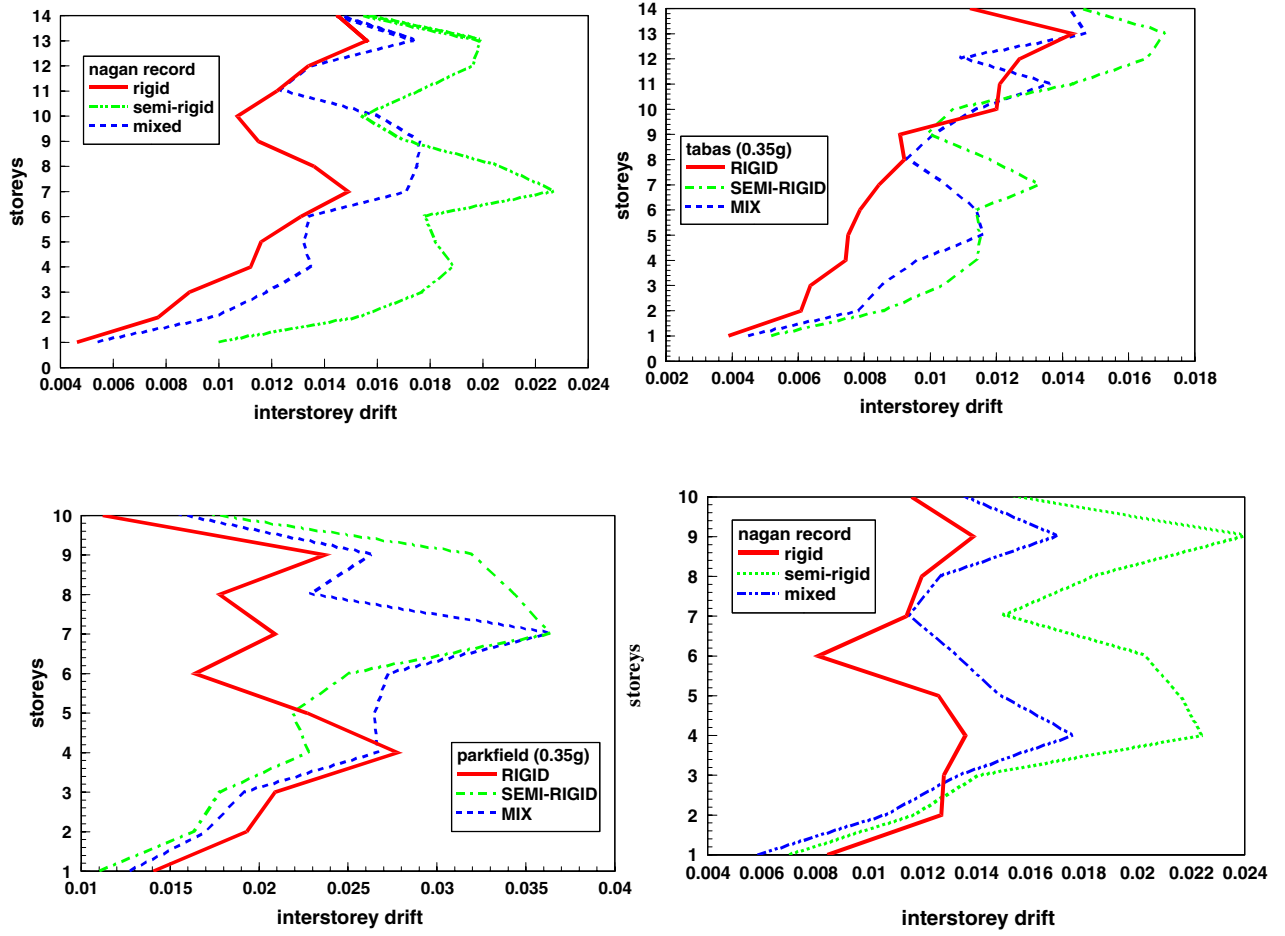 14
13
12
11
10
9
8
7
6
5
4
3
2
1
0
storeys
nagan record
rigid
semi-rigid
mixed
0.004 0.006 0.008 0.01 0.012 0.014 0.016 0.018 0.02 0.022 0.024
interstorey drift
14
13
12
11
10
9
8
7
6
5
4
3
2
1
0
storeys
tabas (0.35g)
RIGID
SEMI-RIGID
MIX
0.002 0.004 0.006 0.008 0.01 0.012 0.014 0.016 0.018
interstorey drift
10
9
8
7
6
5
4
3
2
1
storeys
parkfield (0.35g)
RIGID
SEMI-RIGID
MIX
0.01 0.015 0.02 0.025 0.03 0.035 0.04
interstorey drift
10
9
8
7
6
5
4
3
2
1
storeys
nagan record
rigid
semi-rigid
mixed
0.004 0.006 0.008 0.01 0.012 0.014 0.016 0.018 0.02 0.022 0.024
interstorey drift